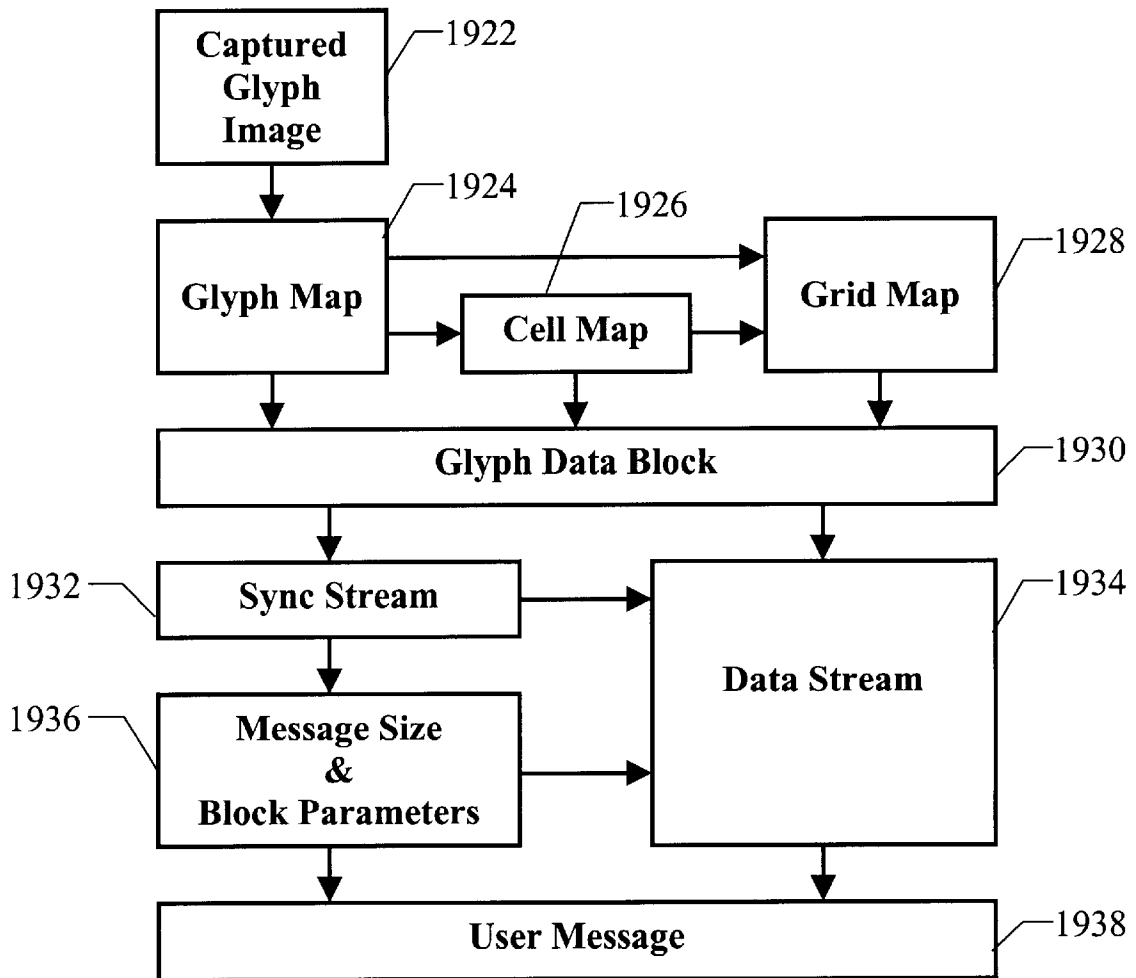 1922
Captured
Glyph
Image
1924
1926
1928
Glyph Map
Cell Map
Grid Map
Glyph Data Block
1930
1932
Sync Stream
1934
Data Stream
1936
Message Size
&
Block Parameters
User Message
1938